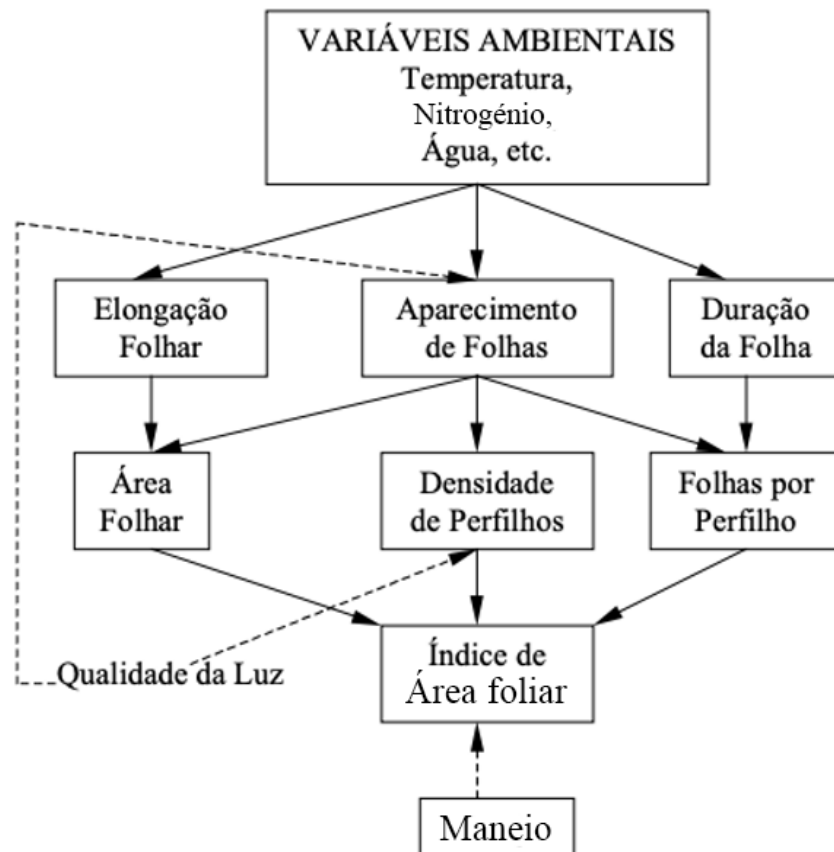 VARIÁVEIS AMBIENTAIS
Temperatura,
Nitrogénio,
Água, etc.
Elongação
Folhar
Aparecimento
de Folhas
Duração
da Folha
Área
Folhar
Densidade
de Perfilhos
Folhas por
Perfilho
Qualidade da Luz
Índice de
Área foliar
Maneio